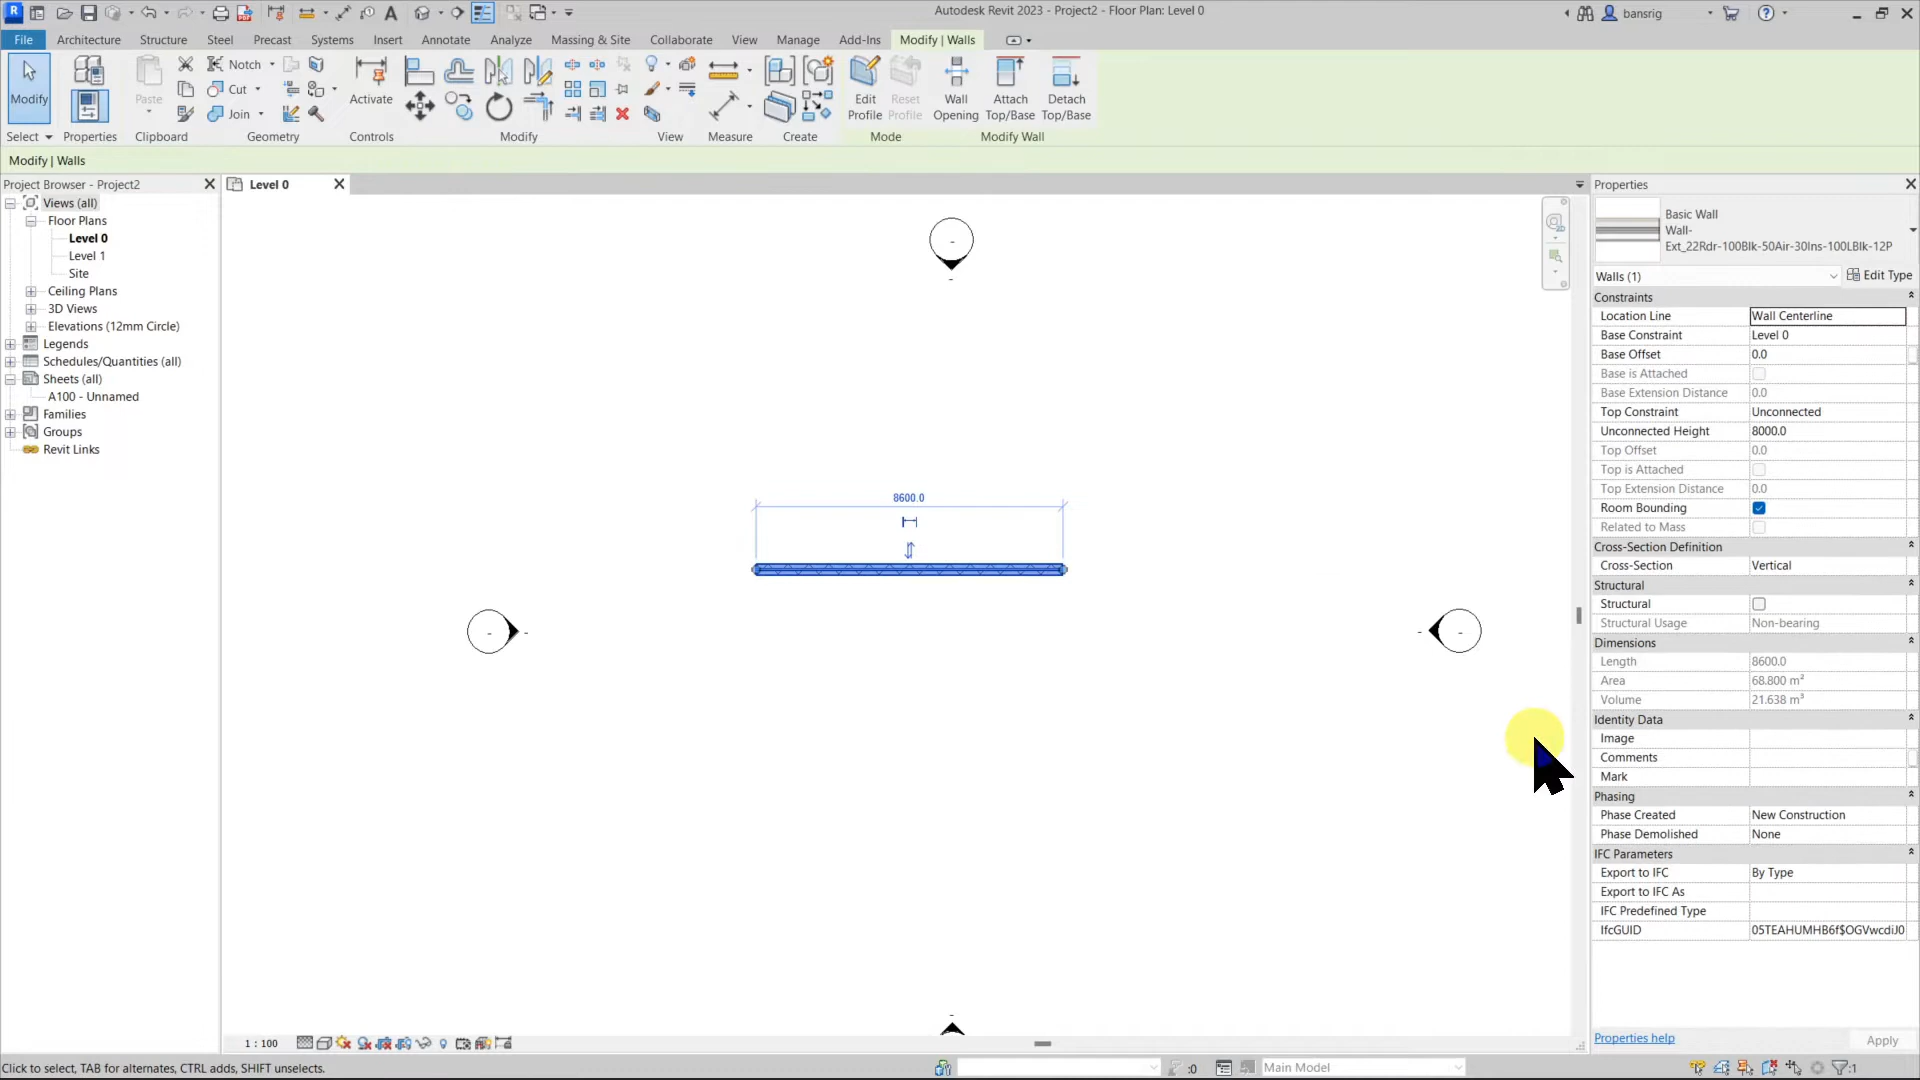 Autodesk Revit 2023 - Project2 - Floor Plan: Level 0
bansrig
File Architecture Structure Steel Precast Systems Insert Annotate Analyze Massing & Site Collaborate View Manage Add-Ins Modify | Walls
Modify
Paste
Notch
Cut
Join
Activate
Edit Profile
Reset Profile
Wall Opening
Attach Top/Base
Detach Top/Base
Select Properties Clipboard Geometry Controls Modify View Measure Create Mode Modify Wall
Modify | Walls
Project Browser - Project2
Views (all)
Floor Plans
Level 0
Level 1
Site
Ceiling Plans
3D Views
Elevations (12mm Circle)
Legends
Schedules/Quantities (all)
Sheets (all)
A100 - Unnamed
Families
Groups
Revit Links
Level 0
8600.0
1 : 100
Properties
Basic Wall
Wall-
Ext_22Rdr-100Blk-50Air-30Ins-100LBlk-12P
Walls (1) Edit Type
Constraints
Location Line Wall Centerline
Base Constraint Level 0
Base Offset 0.0
Base is Attached
Base Extension Distance 0.0
Top Constraint Unconnected
Unconnected Height 8000.0
Top Offset 0.0
Top is Attached
Top Extension Distance 0.0
Room Bounding
Related to Mass
Cross-Section Definition
Cross-Section Vertical
Structural
Structural
Structural Usage Non-bearing
Dimensions
Length 8600.0
Area 68.800 m²
Volume 21.638 m³
Identity Data
Image
Comments
Mark
Phasing
Phase Created New Construction
Phase Demolished None
IFC Parameters
Export to IFC By Type
Export to IFC As
IFC Predefined Type
IfcGUID 05TEAHUMHB6f$OGVwcdiJ0
Properties help Apply
Click to select, TAB for alternates, CTRL adds, SHIFT unselects. :0 Main Model :1